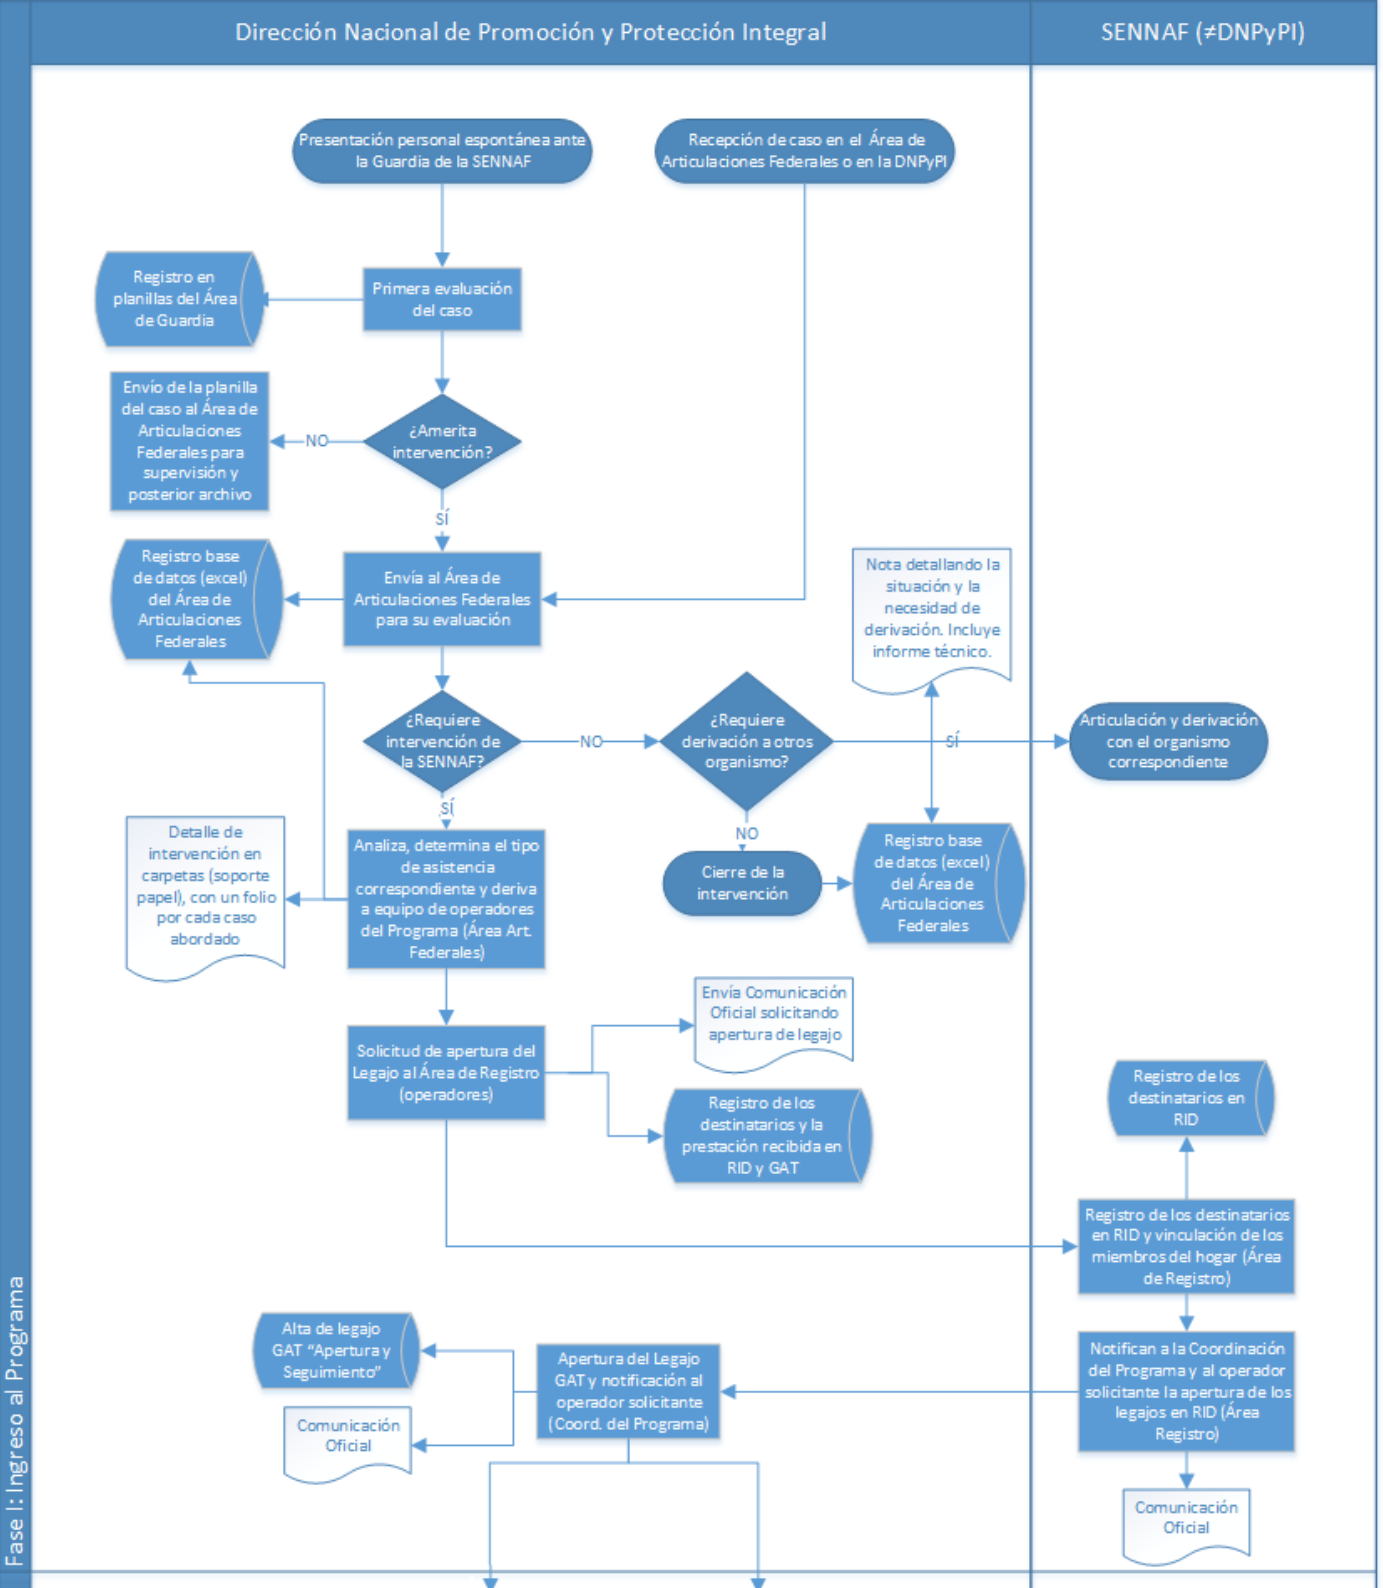 Dirección Nacional de Promoción y Protección Integral
SENNAF (≠DNPyPI)
Presentación personal espontánea ante
la Guardia de la SENNAF
Recepción de caso en el Área de
Articulaciones Federales o en la DNPyPI
Registro en
planillas del Área
de Guardia
Primera evaluación
del caso
Envío de la planilla
del caso al Área de
Articulaciones
Federales para
supervisión y
posterior archivo
NO
¿Amerita
intervención?
SÍ
Registro base
de datos (excel)
del Área de
Articulaciones
Federales
Envía al Área de
Articulaciones Federales
para su evaluación
Nota detallando la
situación y la
necesidad de
derivación. Incluye
informe técnico.
¿Requiere
intervención de
la SENNAF?
NO
¿Requiere
derivación a otros
organismo?
SÍ
Articulación y derivación
con el organismo
correspondiente
SÍ
NO
Detalle de
intervención en
carpetas (soporte
papel), con un folio
por cada caso
abordado
Analiza, determina el tipo
de asistencia
correspondiente y deriva
a equipo de operadores
del Programa (Área Art.
Federales)
Cierre de la
intervención
Registro base
de datos (excel)
del Área de
Articulaciones
Federales
Envía Comunicación
Oficial solicitando
apertura de legajo
Solicitud de apertura del
Legajo al Área de Registro
(operadores)
Registro de los
destinatarios y la
prestación recibida en
RID y GAT
Registro de los
destinatarios en
RID
Registro de los destinatarios
en RID y vinculación de los
miembros del hogar (Área
de Registro)
Alta de legajo
GAT “Apertura y
Seguimiento”
Apertura del Legajo
GAT y notificación al
operador solicitante
(Coord. del Programa)
Notifican a la Coordinación
del Programa y al operador
solicitante la apertura de los
legajos en RID (Área
Registro)
Comunicación
Oficial
Comunicación
Oficial
Fase I: Ingreso al Programa